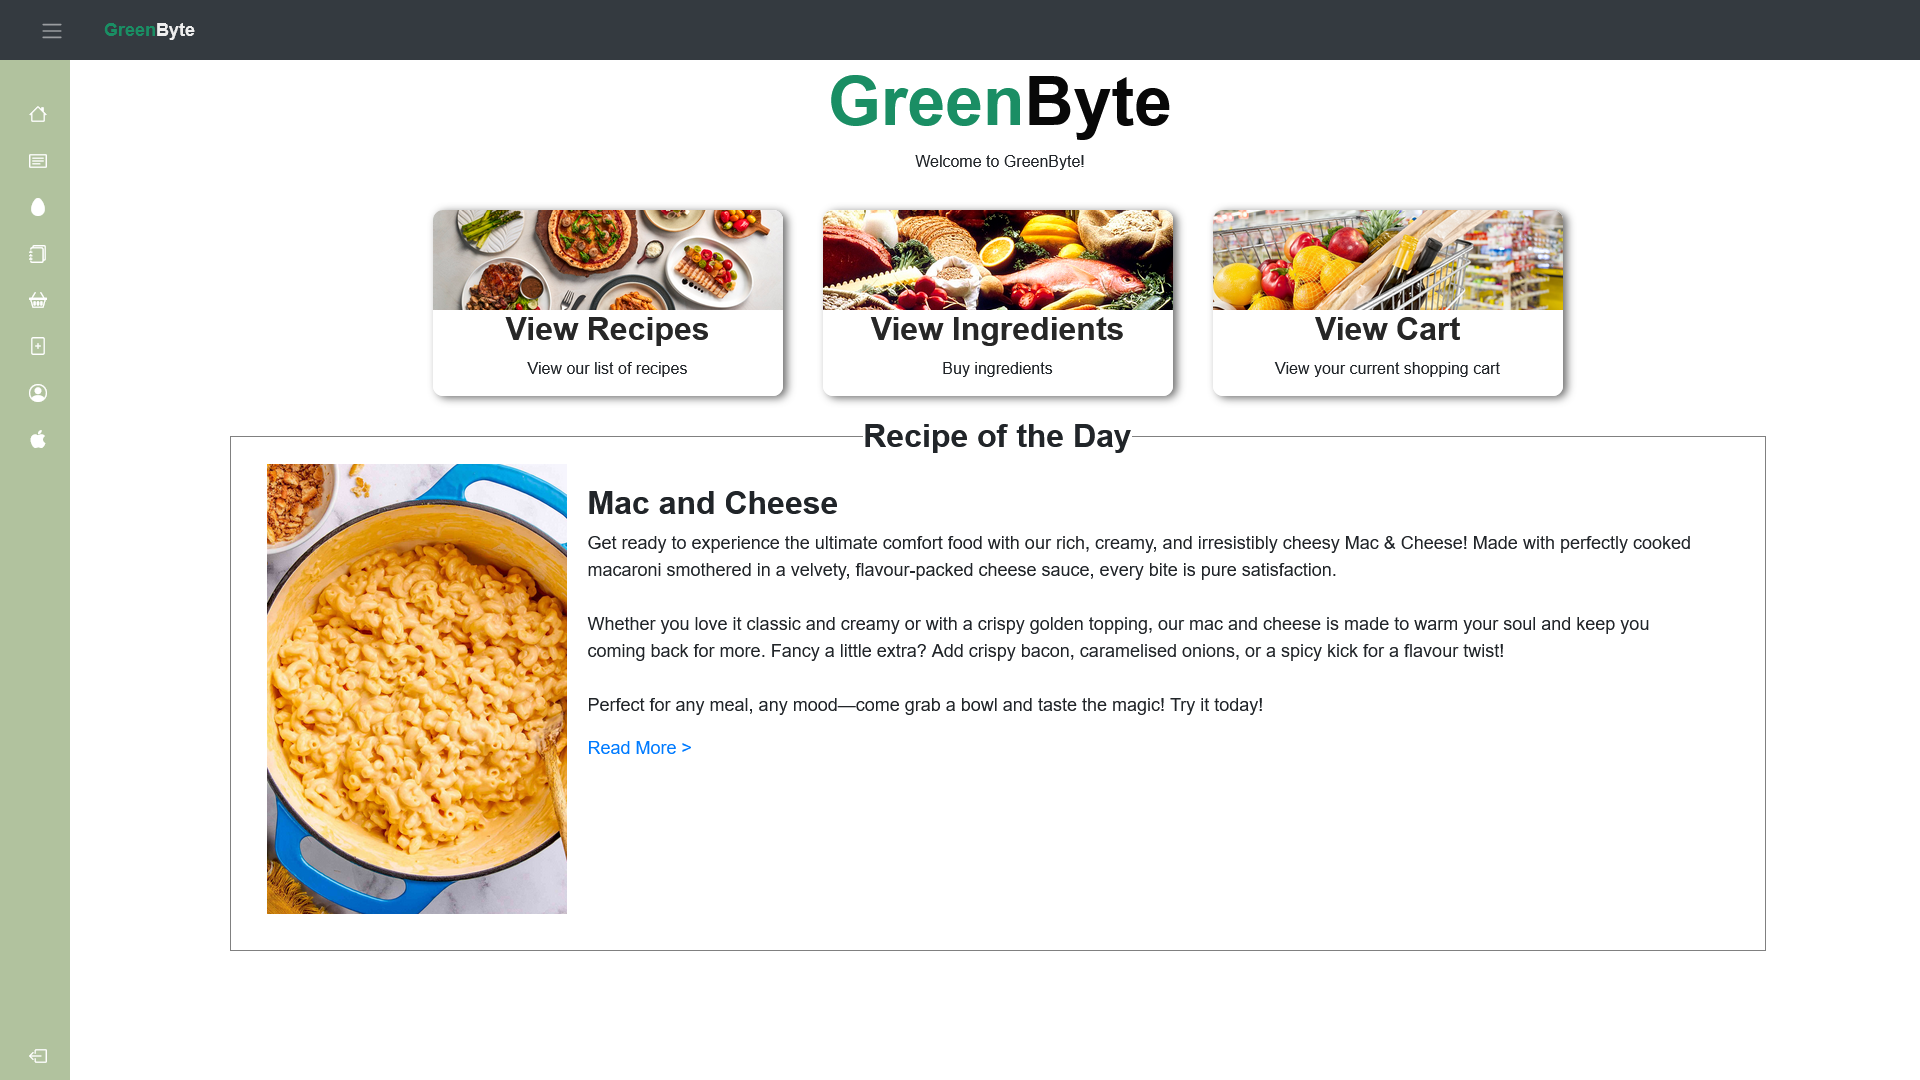 GreenByte
GreenByte
Welcome to GreenByte!
View Recipes
View our list of recipes
View Ingredients
Buy ingredients
View Cart
View your current shopping cart
Recipe of the Day
Mac and Cheese
Get ready to experience the ultimate comfort food with our rich, creamy, and irresistibly cheesy Mac & Cheese! Made with perfectly cooked
macaroni smothered in a velvety, flavour-packed cheese sauce, every bite is pure satisfaction.
Whether you love it classic and creamy or with a crispy golden topping, our mac and cheese is made to warm your soul and keep you
coming back for more. Fancy a little extra? Add crispy bacon, caramelised onions, or a spicy kick for a flavour twist!
Perfect for any meal, any mood—come grab a bowl and taste the magic! Try it today!
Read More >